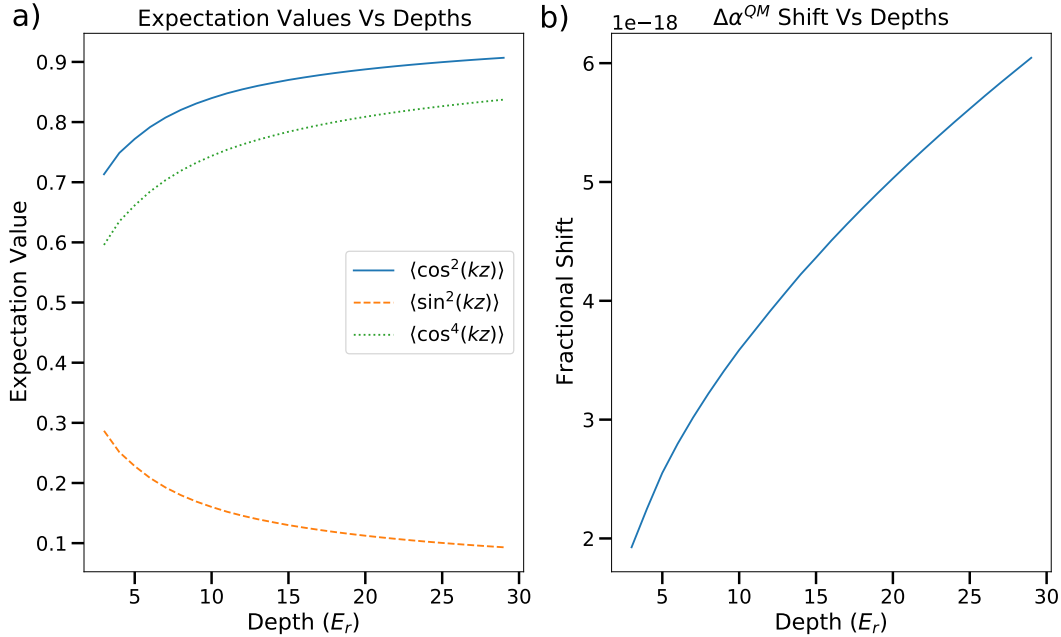 a)
Expectation Values Vs Depths
Expectation Value
0.9
0.8
0.7
0.6
0.5
0.4
0.3
0.2
0.1
⟨cos²(kz)⟩
⟨sin²(kz)⟩
⟨cos⁴(kz)⟩
5 10 15 20 25 30
Depth (Eᵣ)
b)
Δα^{QM} Shift Vs Depths
1e−18
Fractional Shift
6
5
4
3
2
5 10 15 20 25 30
Depth (Eᵣ)